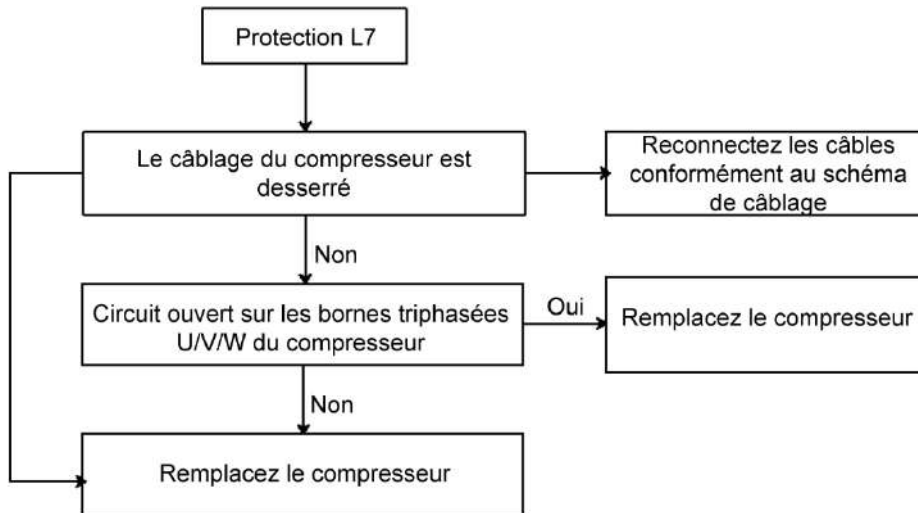 Protection L7
Le câblage du compresseur est
desserré
Reconnectez les câbles
conformément au schéma
de câblage
Non
Circuit ouvert sur les bornes triphasées
U/V/W du compresseur
Oui
Remplacez le compresseur
Non
Remplacez le compresseur